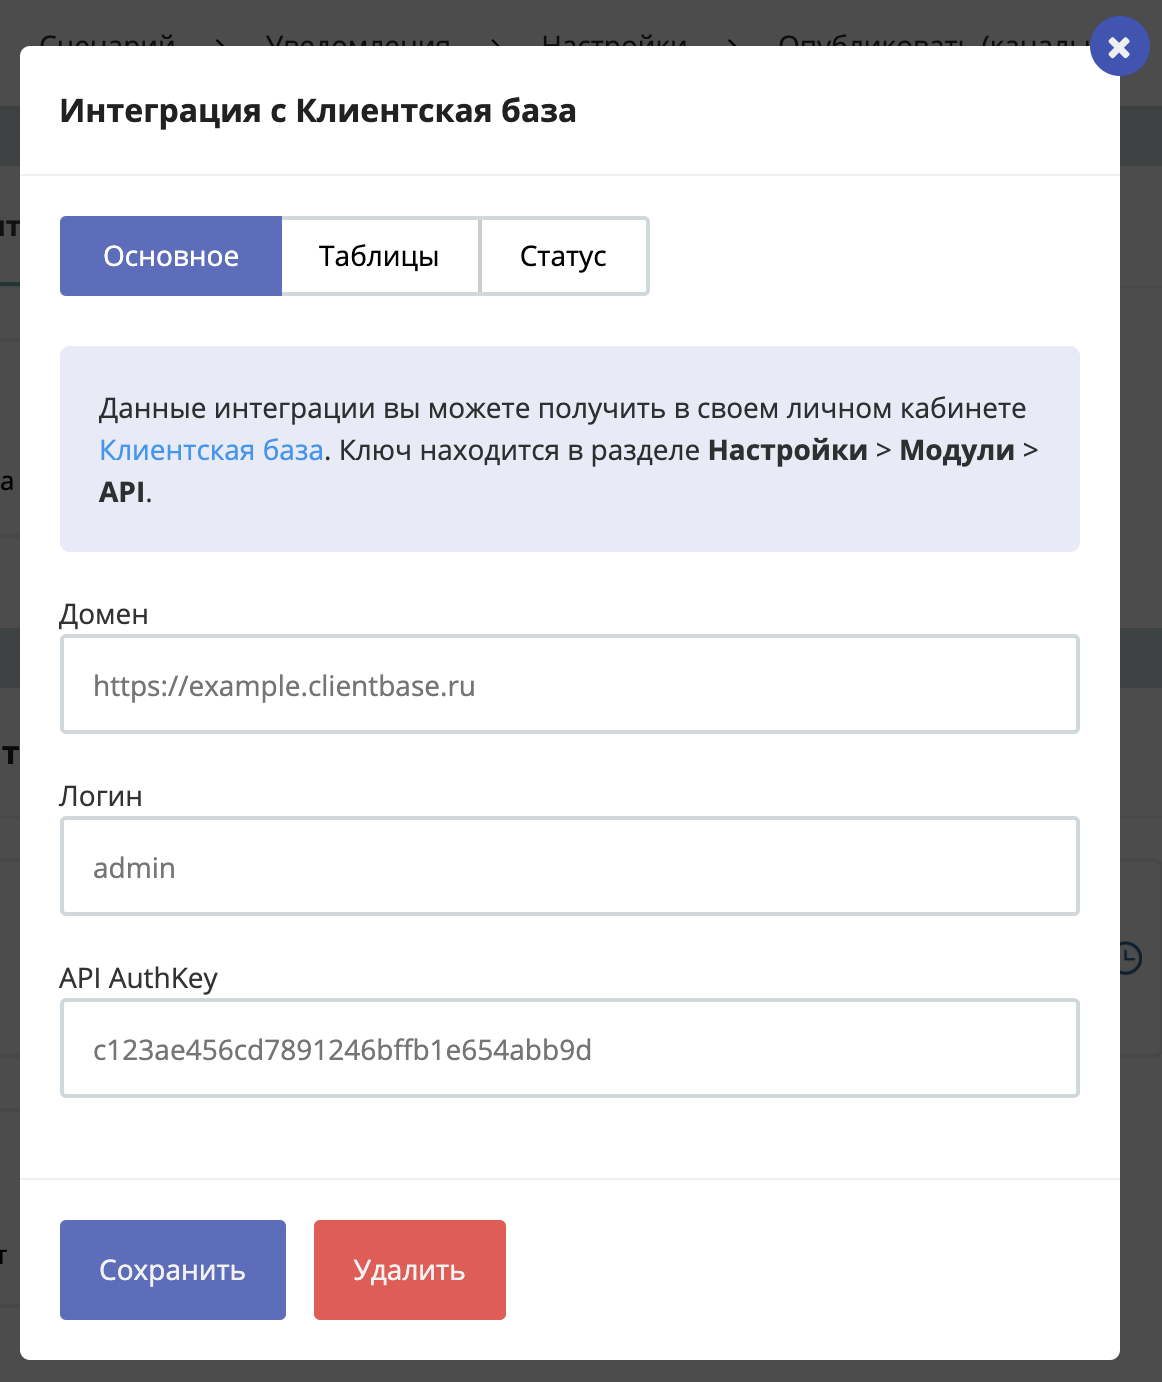 Сценарий > Уведомления > Настройки > Опубликовать (каналы
Интеграция с Клиентская база
Основное
Таблицы
Статус
Данные интеграции вы можете получить в своем личном кабинете
Клиентская база. Ключ находится в разделе Настройки > Модули >
API.
Домен
https://example.clientbase.ru
Логин
admin
API AuthKey
c123ae456cd7891246bffb1e654abb9d
Сохранить
Удалить